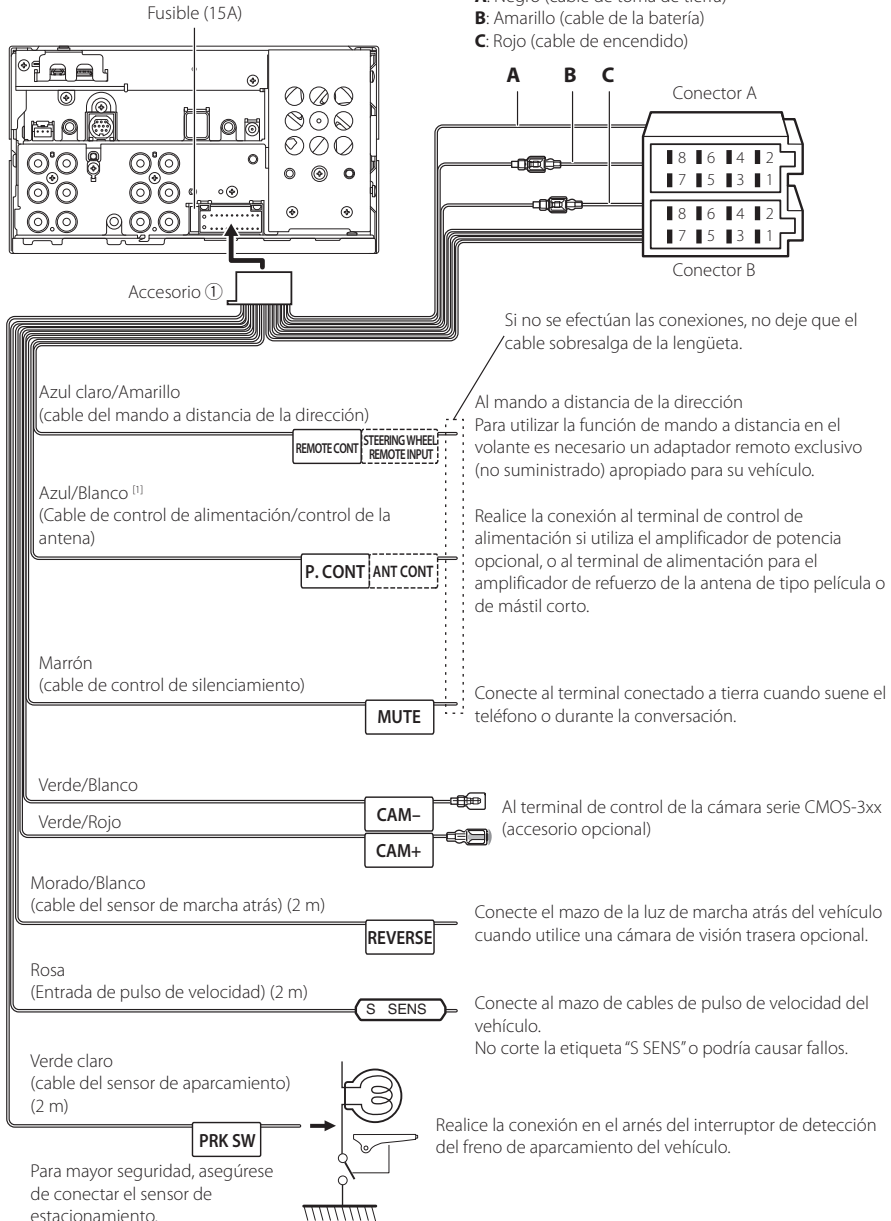 A: Negro (cable de toma de tierra)
Fusible (15A)
B: Amarillo (cable de la batería)
C: Rojo (cable de encendido)
A B C
Conector A
8 6 4 2
7 5 3 1
8 6 4 2
7 5 3 1
Conector B
Accesorio ①
Si no se efectúan las conexiones, no deje que el
cable sobresalga de la lengüeta.
Azul claro/Amarillo
(cable del mando a distancia de la dirección)
REMOTE CONT
STEERING WHEEL
REMOTE INPUT
Al mando a distancia de la dirección
Para utilizar la función de mando a distancia en el
volante es necesario un adaptador remoto exclusivo
(no suministrado) apropiado para su vehículo.
Azul/Blanco [1]
(Cable de control de alimentación/control de la
antena)
P. CONT ANT CONT
Realice la conexión al terminal de control de
alimentación si utiliza el amplificador de potencia
opcional, o al terminal de alimentación para el
amplificador de refuerzo de la antena de tipo película o
de mástil corto.
Marrón
(cable de control de silenciamiento)
MUTE
Conecte al terminal conectado a tierra cuando suene el
teléfono o durante la conversación.
Verde/Blanco
CAM–
Verde/Rojo
CAM+
Al terminal de control de la cámara serie CMOS-3xx
(accesorio opcional)
Morado/Blanco
(cable del sensor de marcha atrás) (2 m)
REVERSE
Conecte el mazo de la luz de marcha atrás del vehículo
cuando utilice una cámara de visión trasera opcional.
Rosa
(Entrada de pulso de velocidad) (2 m)
S SENS
Conecte al mazo de cables de pulso de velocidad del
vehículo.
No corte la etiqueta “S SENS” o podría causar fallos.
Verde claro
(cable del sensor de aparcamiento)
(2 m)
PRK SW
Realice la conexión en el arnés del interruptor de detección
del freno de aparcamiento del vehículo.
Para mayor seguridad, asegúrese
de conectar el sensor de
estacionamiento.